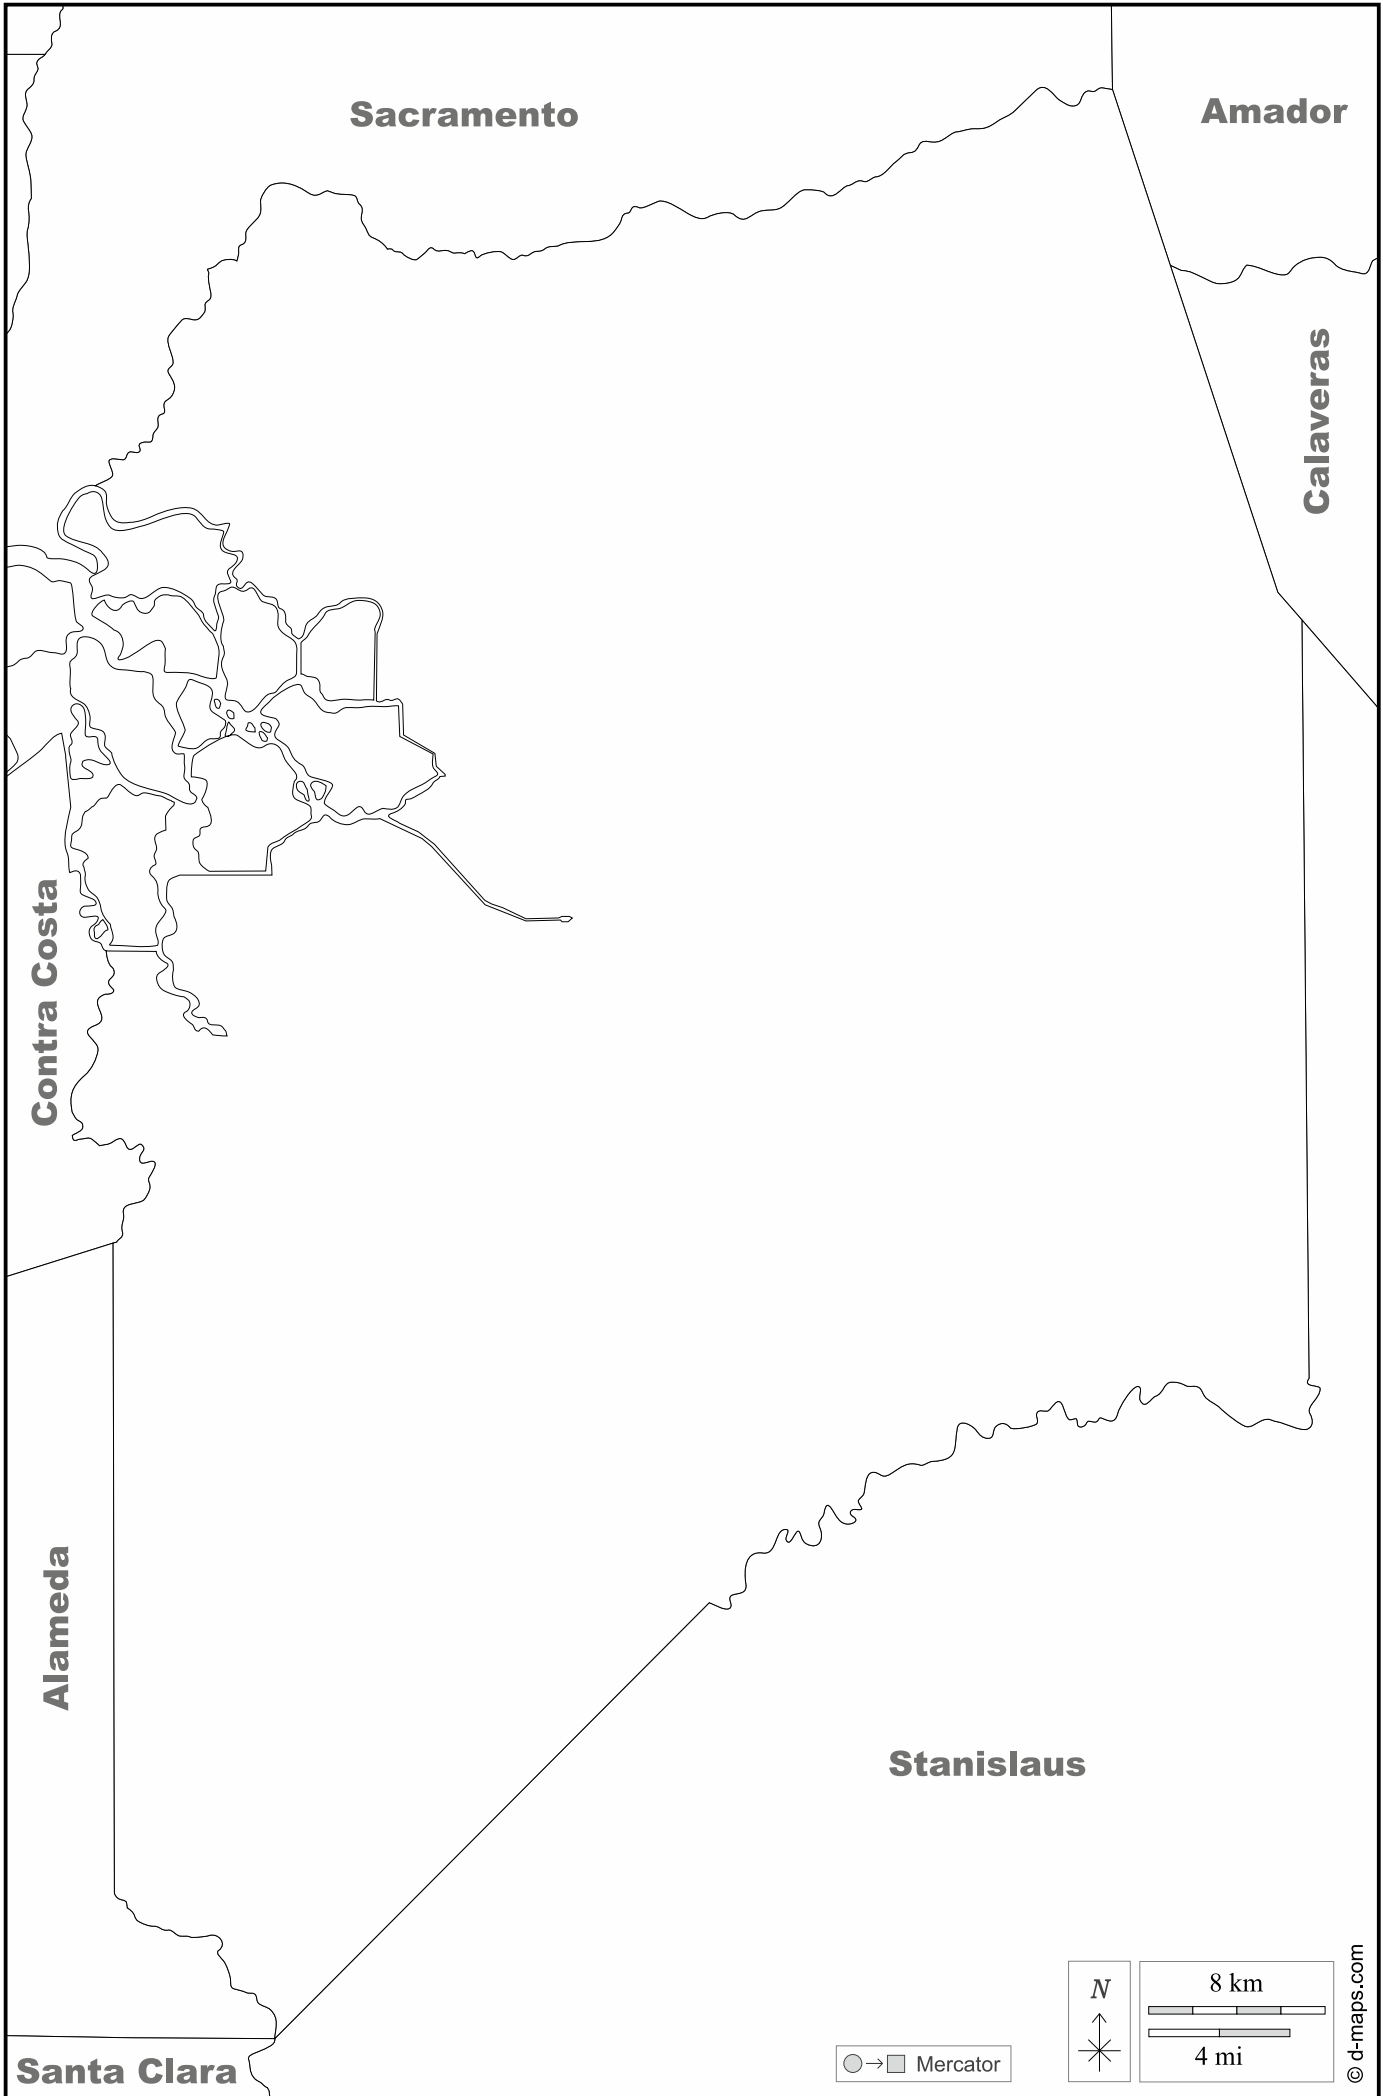 Sacramento
Amador
Calaveras
Contra Costa
Alameda
Stanislaus
Santa Clara
Mercator
N
8 km
4 mi
© d-maps.com